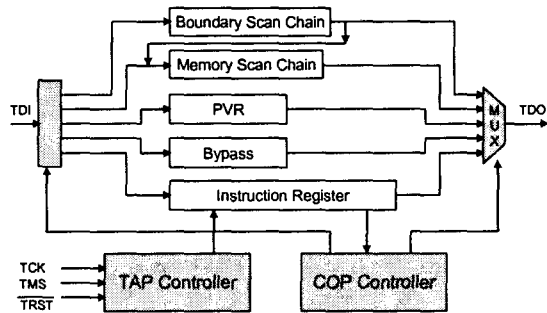 Boundary Scan Chain
Memory Scan Chain
TDI
PVR
MUX
TDO
Bypass
Instruction Register
TCK
TMS
TRST
TAP Controller
COP Controller